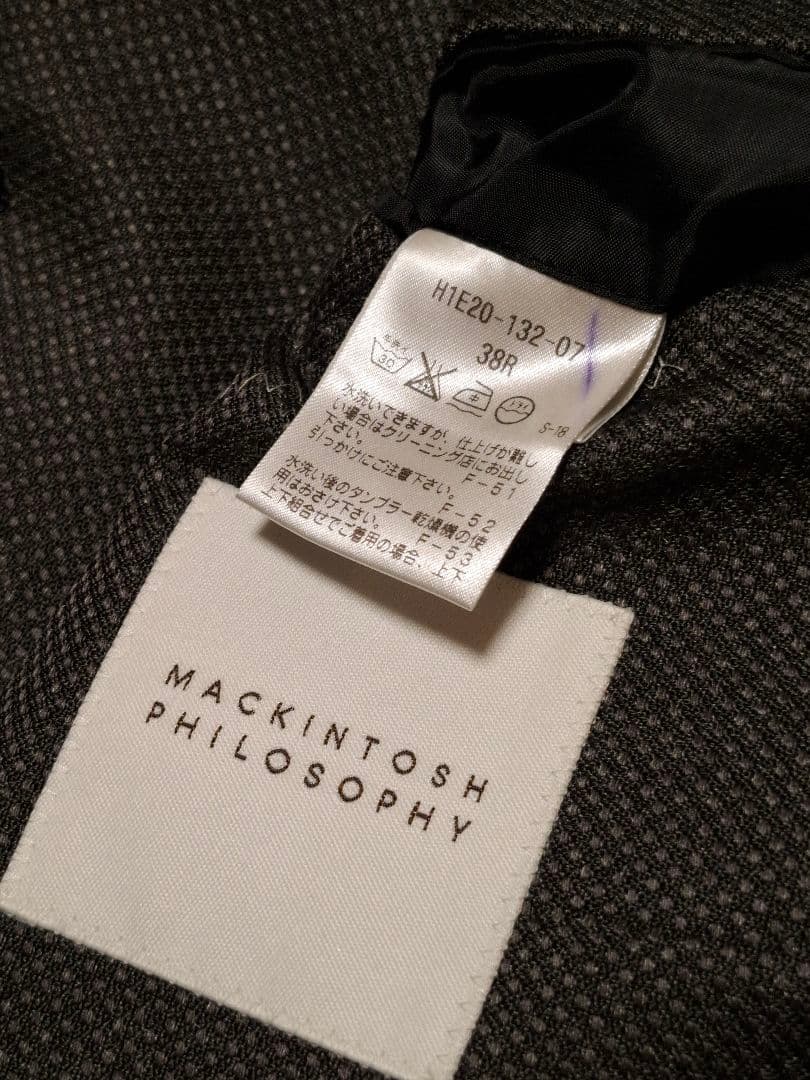 H1E20-132-07
38R
30
S-18
水洗いできますが、仕上げが難し
い場合はクリーニング店にお出し
下さい。 F-51
引っかけにご注意下さい。
F-52
水洗い後のタンブラー乾燥機の使
用はおさけ下さい。 F-53
上下組合せでご着用の場合、上下
MACKINTOSH
PHILOSOPHY